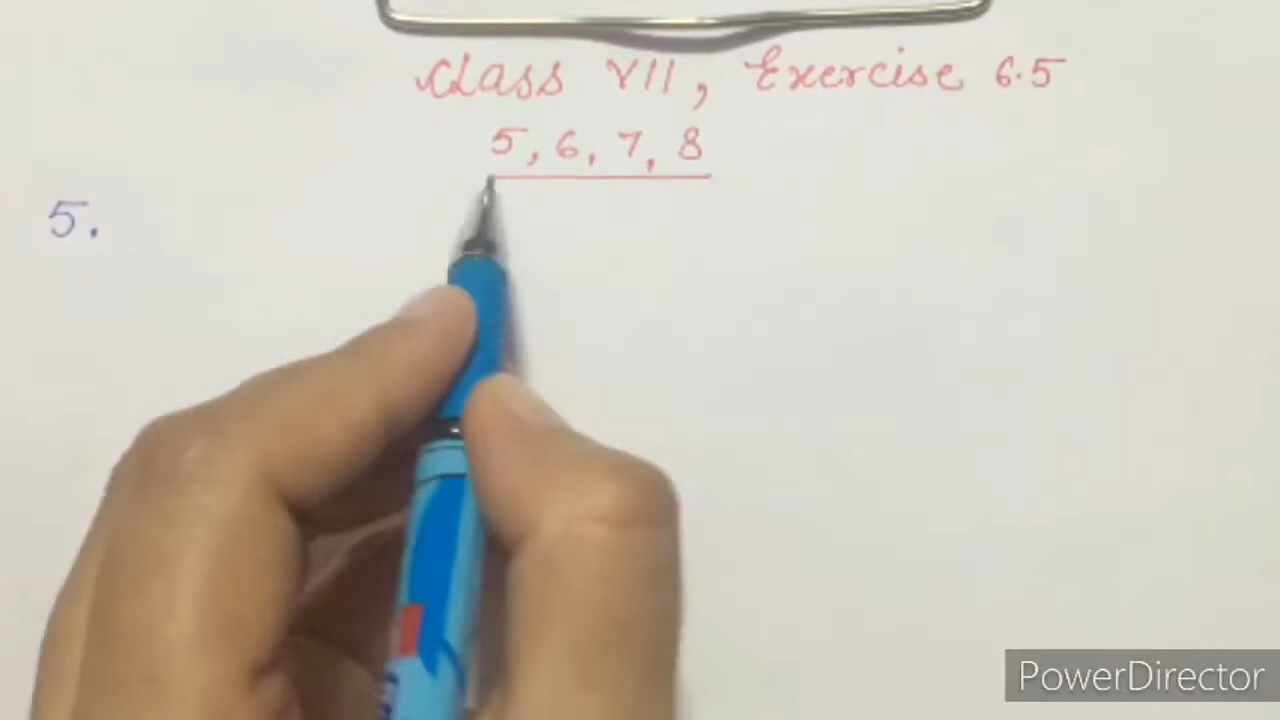 Class VII, Exercise 6.5
5, 6, 7, 8
5.
PowerDirector